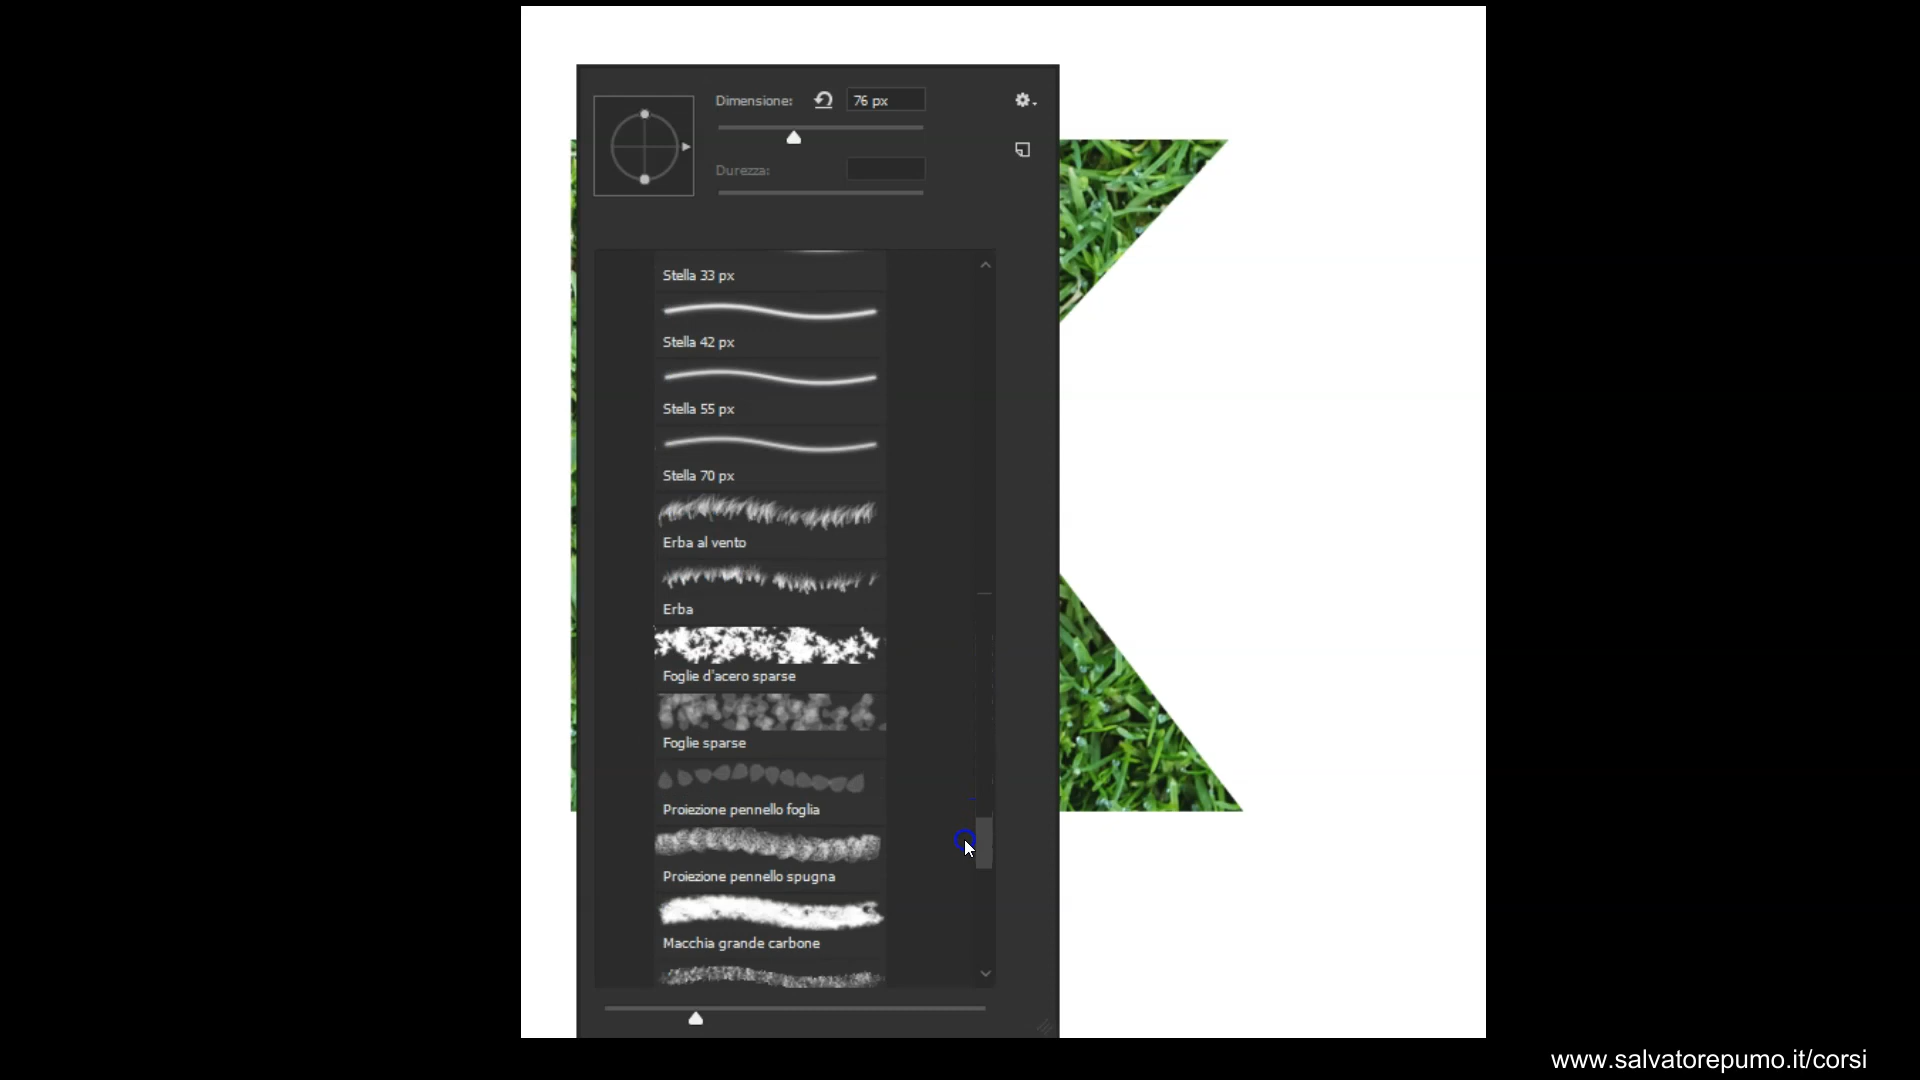 Dimensione: 76 px
Durezza:
Stella 33 px
Stella 42 px
Stella 55 px
Stella 70 px
Erba al vento
Erba
Foglie d'acero sparse
Foglie sparse
Proiezione pennello foglia
Proiezione pennello spugna
Macchia grande carbone
www.salvatorepumo.it/corsi